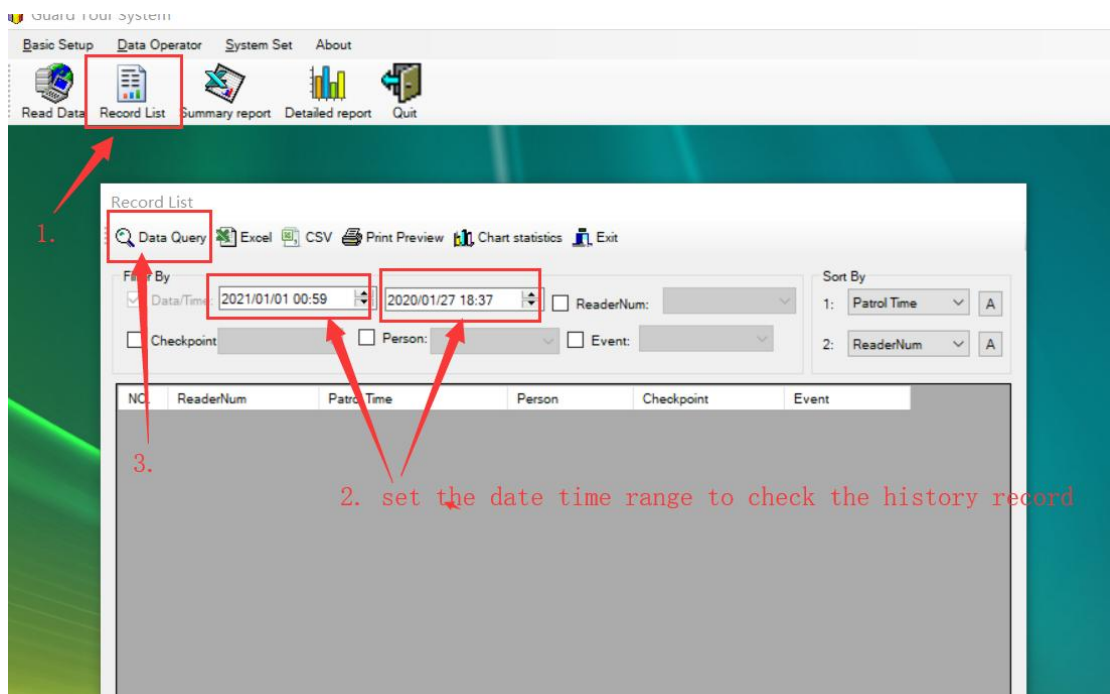 Guard Tour System
Basic Setup Data Operator System Set About
Read Data Record List Summary report Detailed report Quit
Record List
1.
Data Query Excel CSV Print Preview Chart statistics Exit
Filter By Sort By
Data/Time: 2021/01/01 00:59 2020/01/27 18:37 ReaderNum: 1: Patrol Time A
Checkpoint Person: Event: 2: ReaderNum A
NO. ReaderNum Patrol Time Person Checkpoint Event
3.
2. set the date time range to check the history record